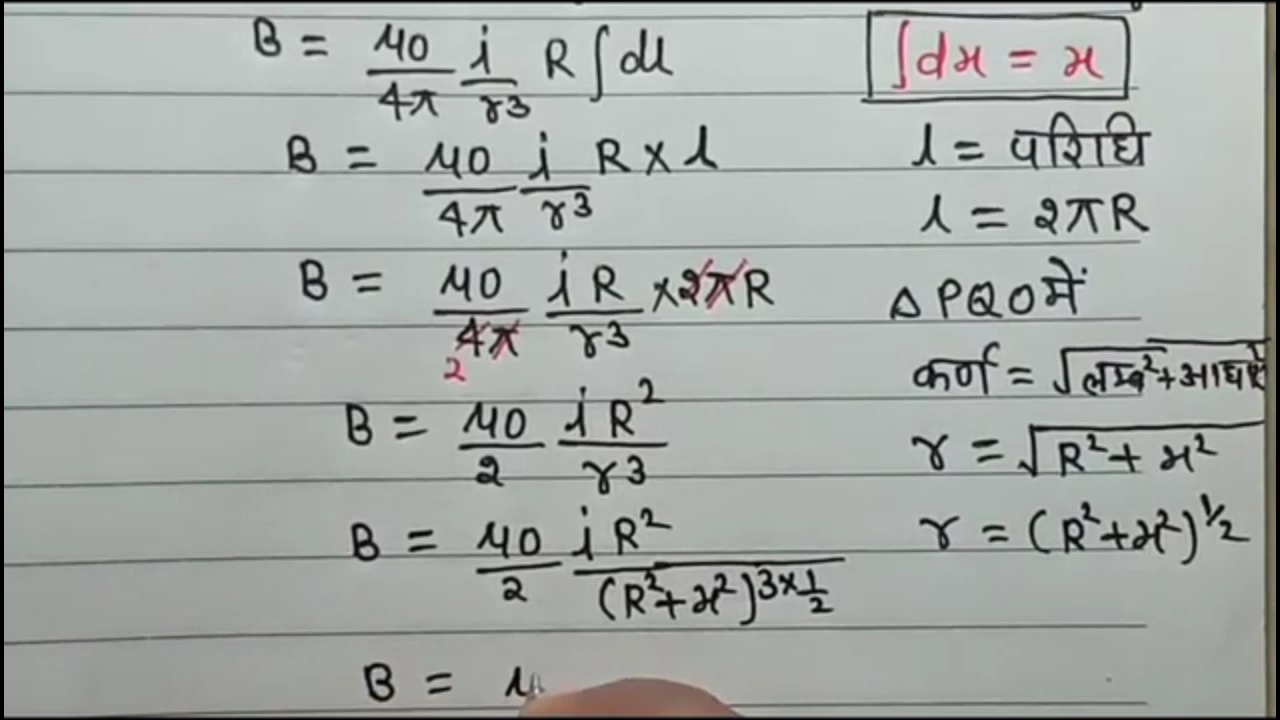 B = μ0/4π i/r3 R ∫dl
∫dx = x
B = μ0/4π i/r3 R × l
l = परिधि
l = 2πR
B = μ0/4π iR/r3 × 2πR
2
Δ PQO में
कर्ण = √लम्ब²+आधार²
B = μ0/2 iR²/r3
r = √R² + x²
B = μ0/2 iR²/(R²+x²)3×1/2
r = (R²+x²)1/2
B =